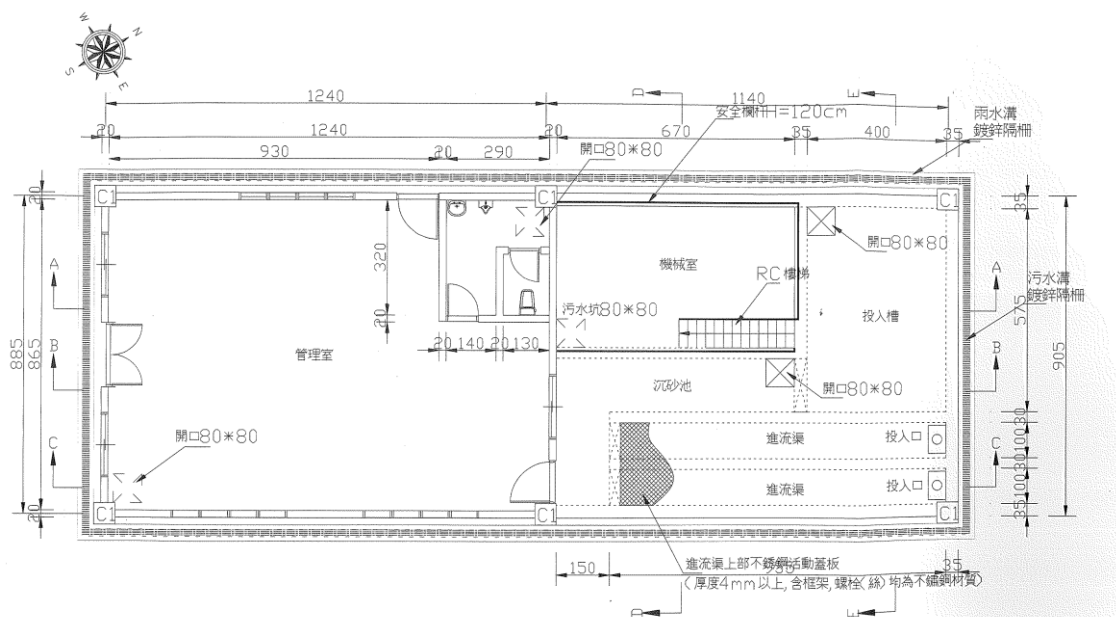 W
N
S
E
1240
1140
D
E
安全欄杆H=120cm
雨水溝
鍍鋅隔柵
20
1240
20
670
35
400
35
930
20
290
開口80*80
C1
C1
C1
20
35
320
開口80*80
機械室
RC樓梯
A
A
污水溝
鍍鋅隔柵
污水坑80*80
投入槽
575
20
885
865
管理室
20
140
20
130
B
B
905
沉砂池
開口80*80
30
開口80*80
進流渠
投入口
100
C
C
30
進流渠
投入口
100
20
C1
C1
C1
35
進流渠上部不銹鋼活動蓋板
150
35
(厚度4mm以上,含框架,螺栓(絲)均為不鏽鋼材質)
D
E